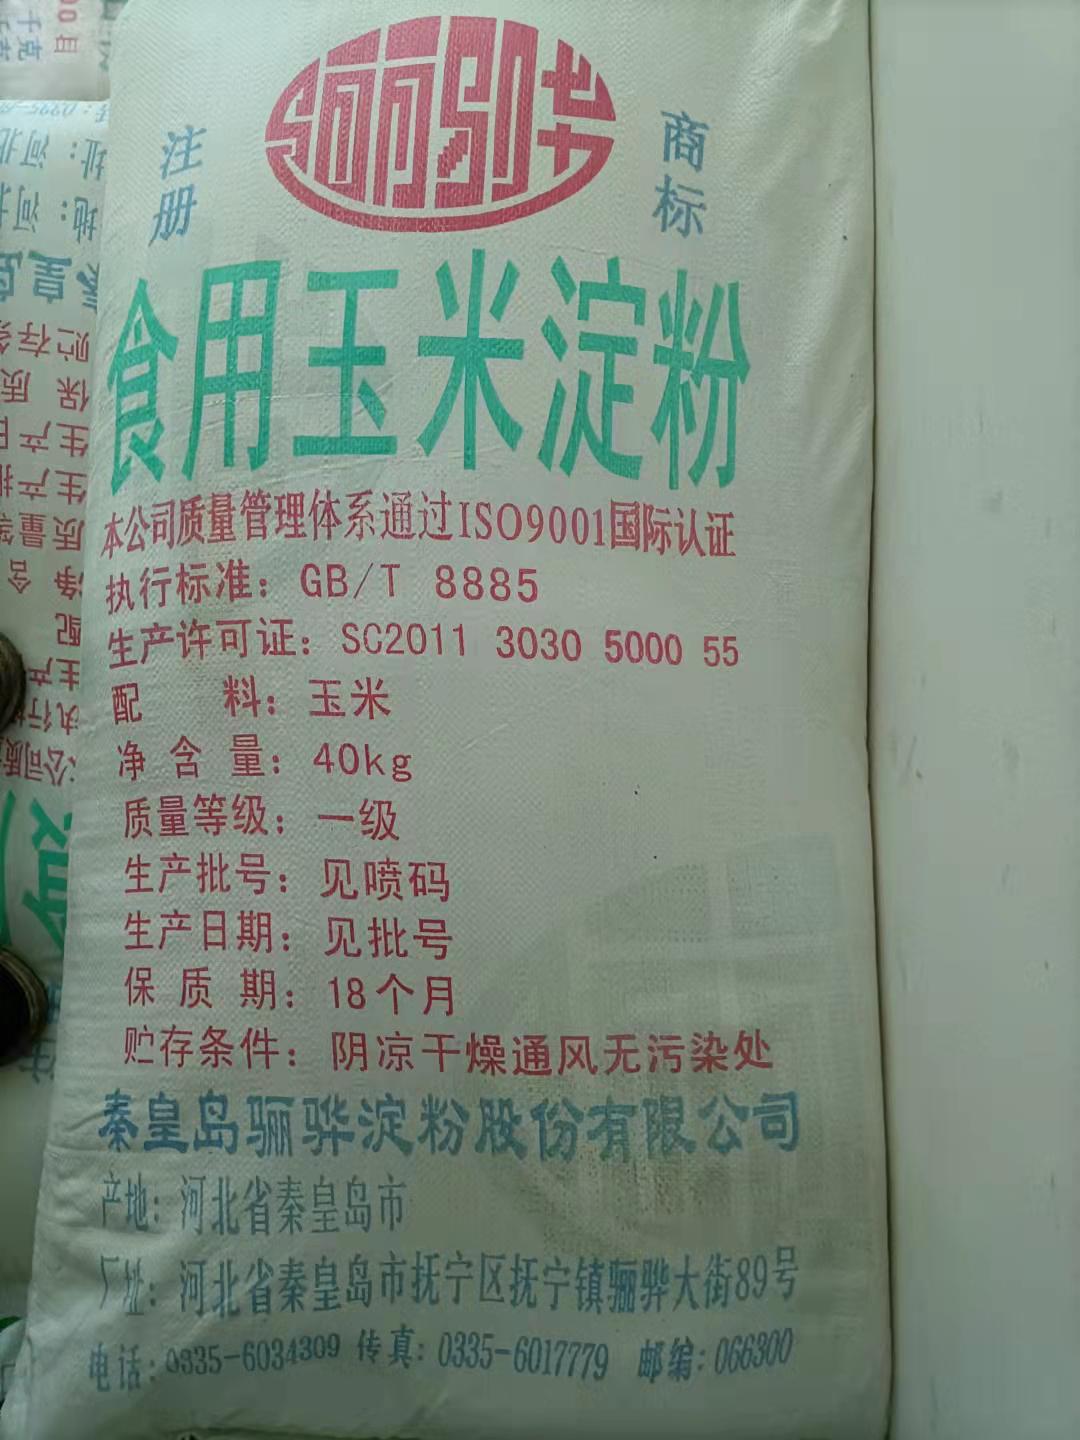 骊骅
注册 商标
食用玉米淀粉
本公司质量管理体系通过ISO9001国际认证
执行标准：GB/T 8885
生产许可证：SC2011 3030 5000 55
配 料：玉米
净 含 量：40kg
质量等级：一级
生产批号：见喷码
生产日期：见批号
保 质 期：18个月
贮存条件：阴凉干燥通风无污染处
秦皇岛骊骅淀粉股份有限公司
产地：河北省秦皇岛市
厂址：河北省秦皇岛市抚宁区抚宁镇骊骅大街89号
电话：0335-6034309 传真：0335-6017779 邮编：066300